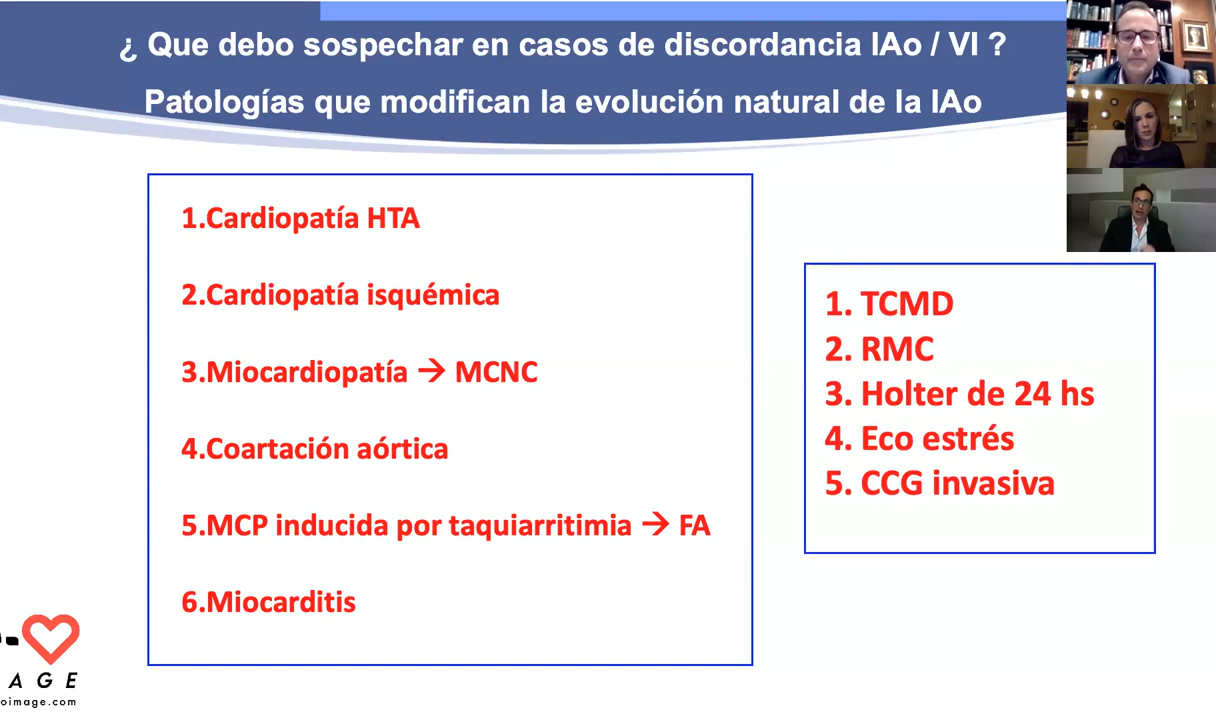 ¿ Que debo sospechar en casos de discordancia IAo / VI ?
Patologías que modifican la evolución natural de la IAo
1.Cardiopatía HTA
2.Cardiopatía isquémica
3.Miocardiopatía → MCNC
4.Coartación aórtica
5.MCP inducida por taquiarritimia → FA
6.Miocarditis
1. TCMD
2. RMC
3. Holter de 24 hs
4. Eco estrés
5. CCG invasiva
AGE
oimage.com